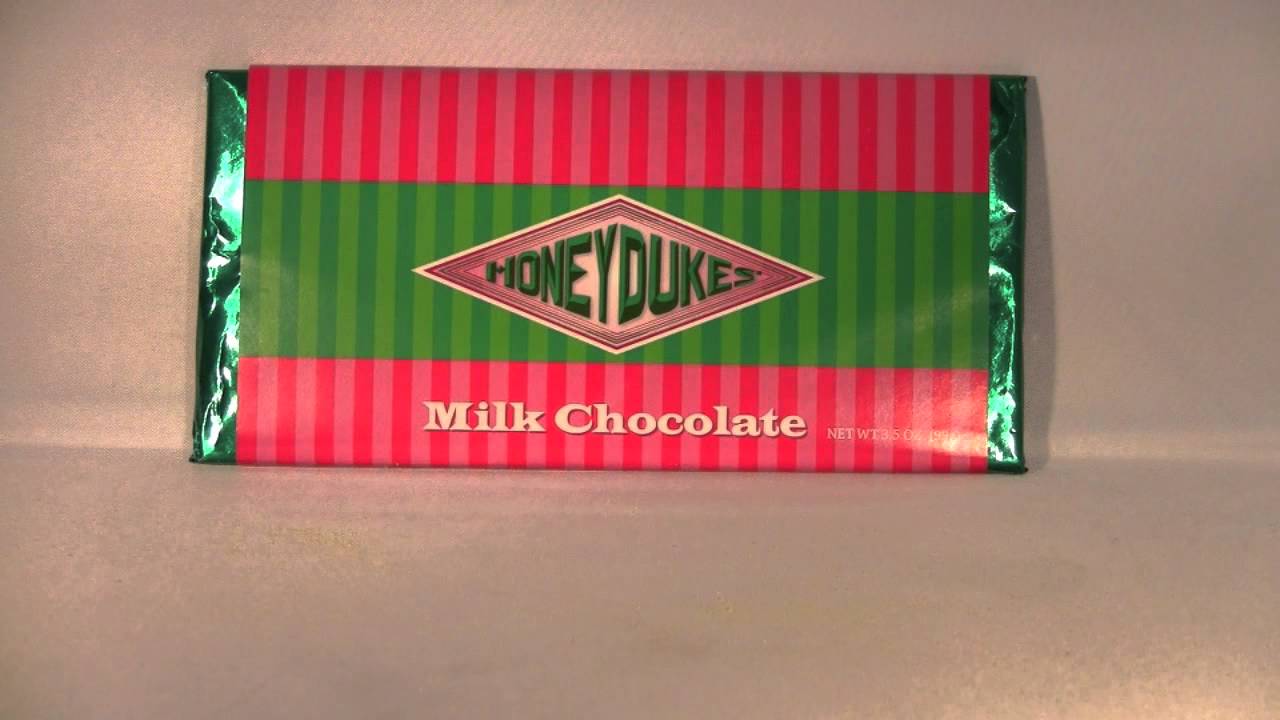 HONEYDUKES
Milk Chocolate
NET WT 3.5 OZ